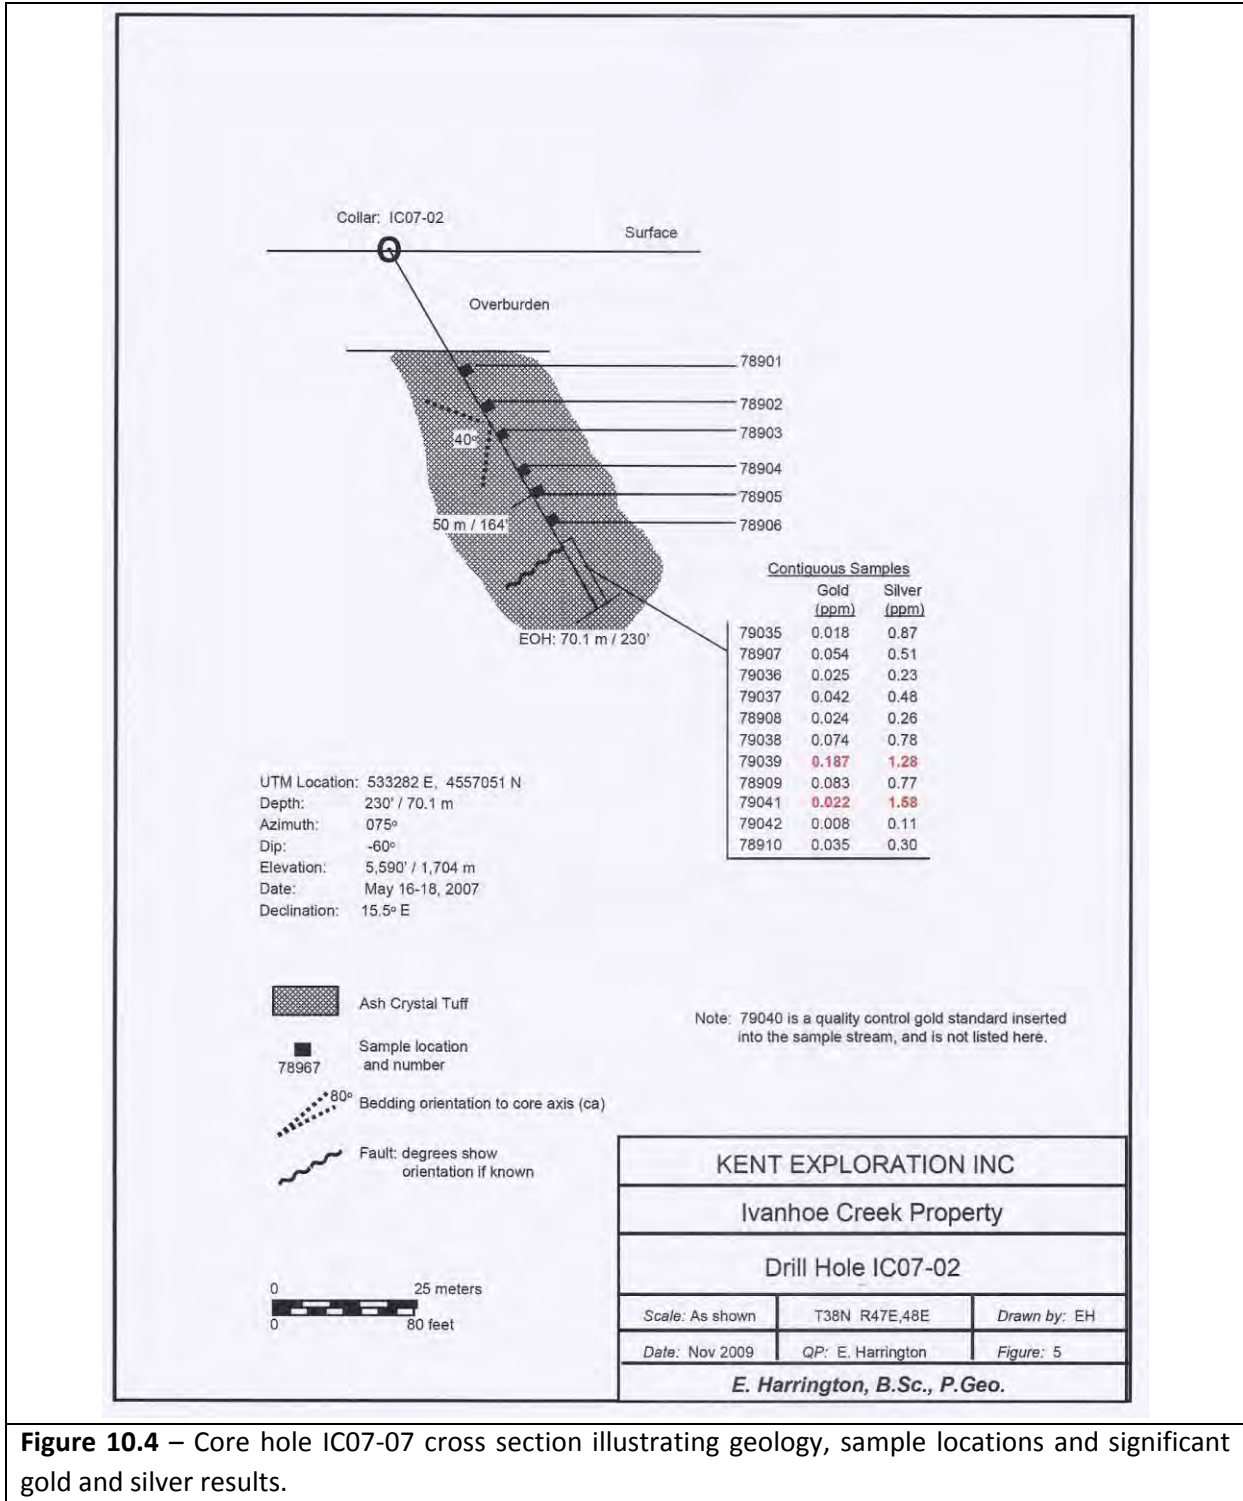 Collar: IC07-02
Surface
Overburden
78901
78902
78903
40º
78904
78905
50 m / 164'
78906
Contiguous Samples
Gold Silver
(ppm) (ppm)
EOH: 70.1 m / 230'
79035 0.018 0.87
78907 0.054 0.51
79036 0.025 0.23
79037 0.042 0.48
78908 0.024 0.26
79038 0.074 0.78
79039 0.187 1.28
78909 0.083 0.77
79041 0.022 1.58
79042 0.008 0.11
78910 0.035 0.30
UTM Location: 533282 E, 4557051 N
Depth: 230' / 70.1 m
Azimuth: 075º
Dip: -60º
Elevation: 5,590' / 1,704 m
Date: May 16-18, 2007
Declination: 15.5º E
Ash Crystal Tuff
Sample location
and number
78967
80º Bedding orientation to core axis (ca)
Fault: degrees show
orientation if known
Note: 79040 is a quality control gold standard inserted
into the sample stream, and is not listed here.
0 25 meters
0 80 feet
KENT EXPLORATION INC
Ivanhoe Creek Property
Drill Hole IC07-02
Scale: As shown T38N R47E,48E Drawn by: EH
Date: Nov 2009 QP: E. Harrington Figure: 5
E. Harrington, B.Sc., P.Geo.
Figure 10.4 – Core hole IC07-07 cross section illustrating geology, sample locations and significant
gold and silver results.